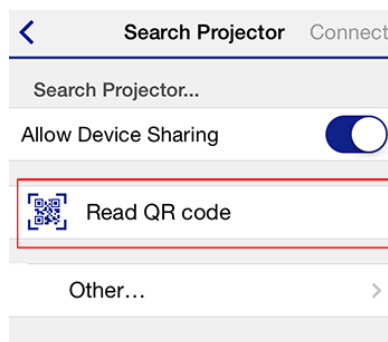 Search Projector Connect
Search Projector...
Allow Device Sharing
Read QR code
Other...